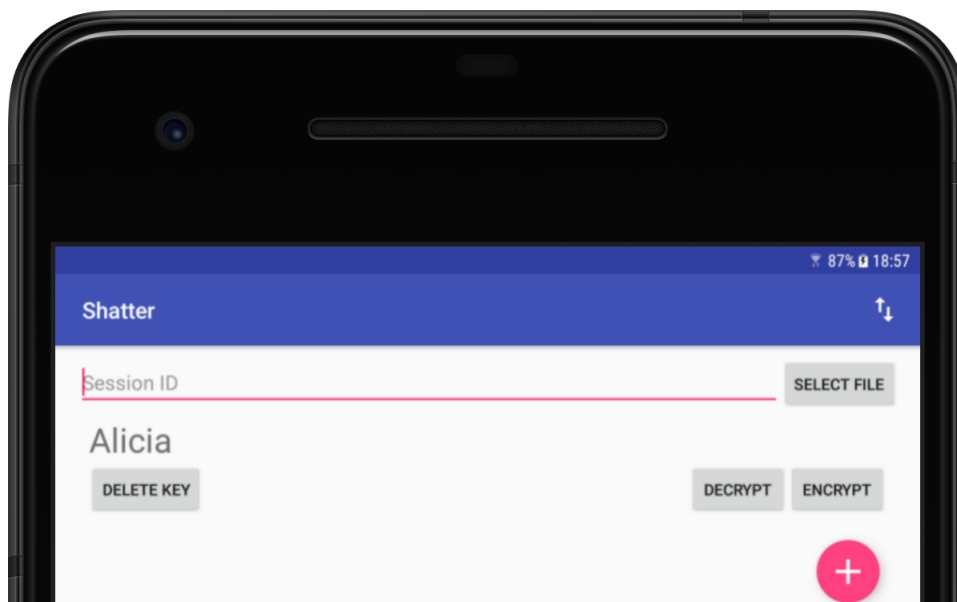 87% 18:57
Shatter
Session ID
SELECT FILE
Alicia
DELETE KEY
DECRYPT
ENCRYPT